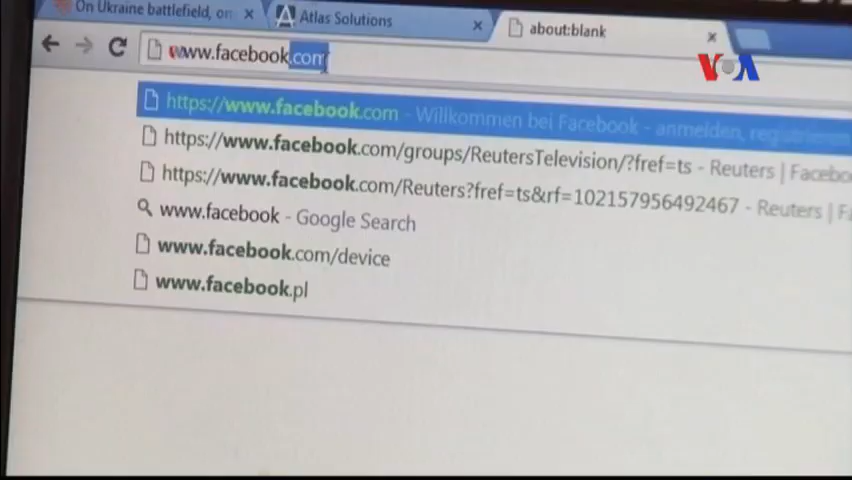 On Ukraine battlefield, on
Atlas Solutions
about:blank
www.facebook.com
VOA
https://www.facebook.com - Willkommen bei Facebook - anmelden, registrieren
https://www.facebook.com/groups/ReutersTelevision/?fref=ts - Reuters | Facebo
https://www.facebook.com/Reuters?fref=ts&rf=102157956492467 - Reuters | Fa
www.facebook - Google Search
www.facebook.com/device
www.facebook.pl